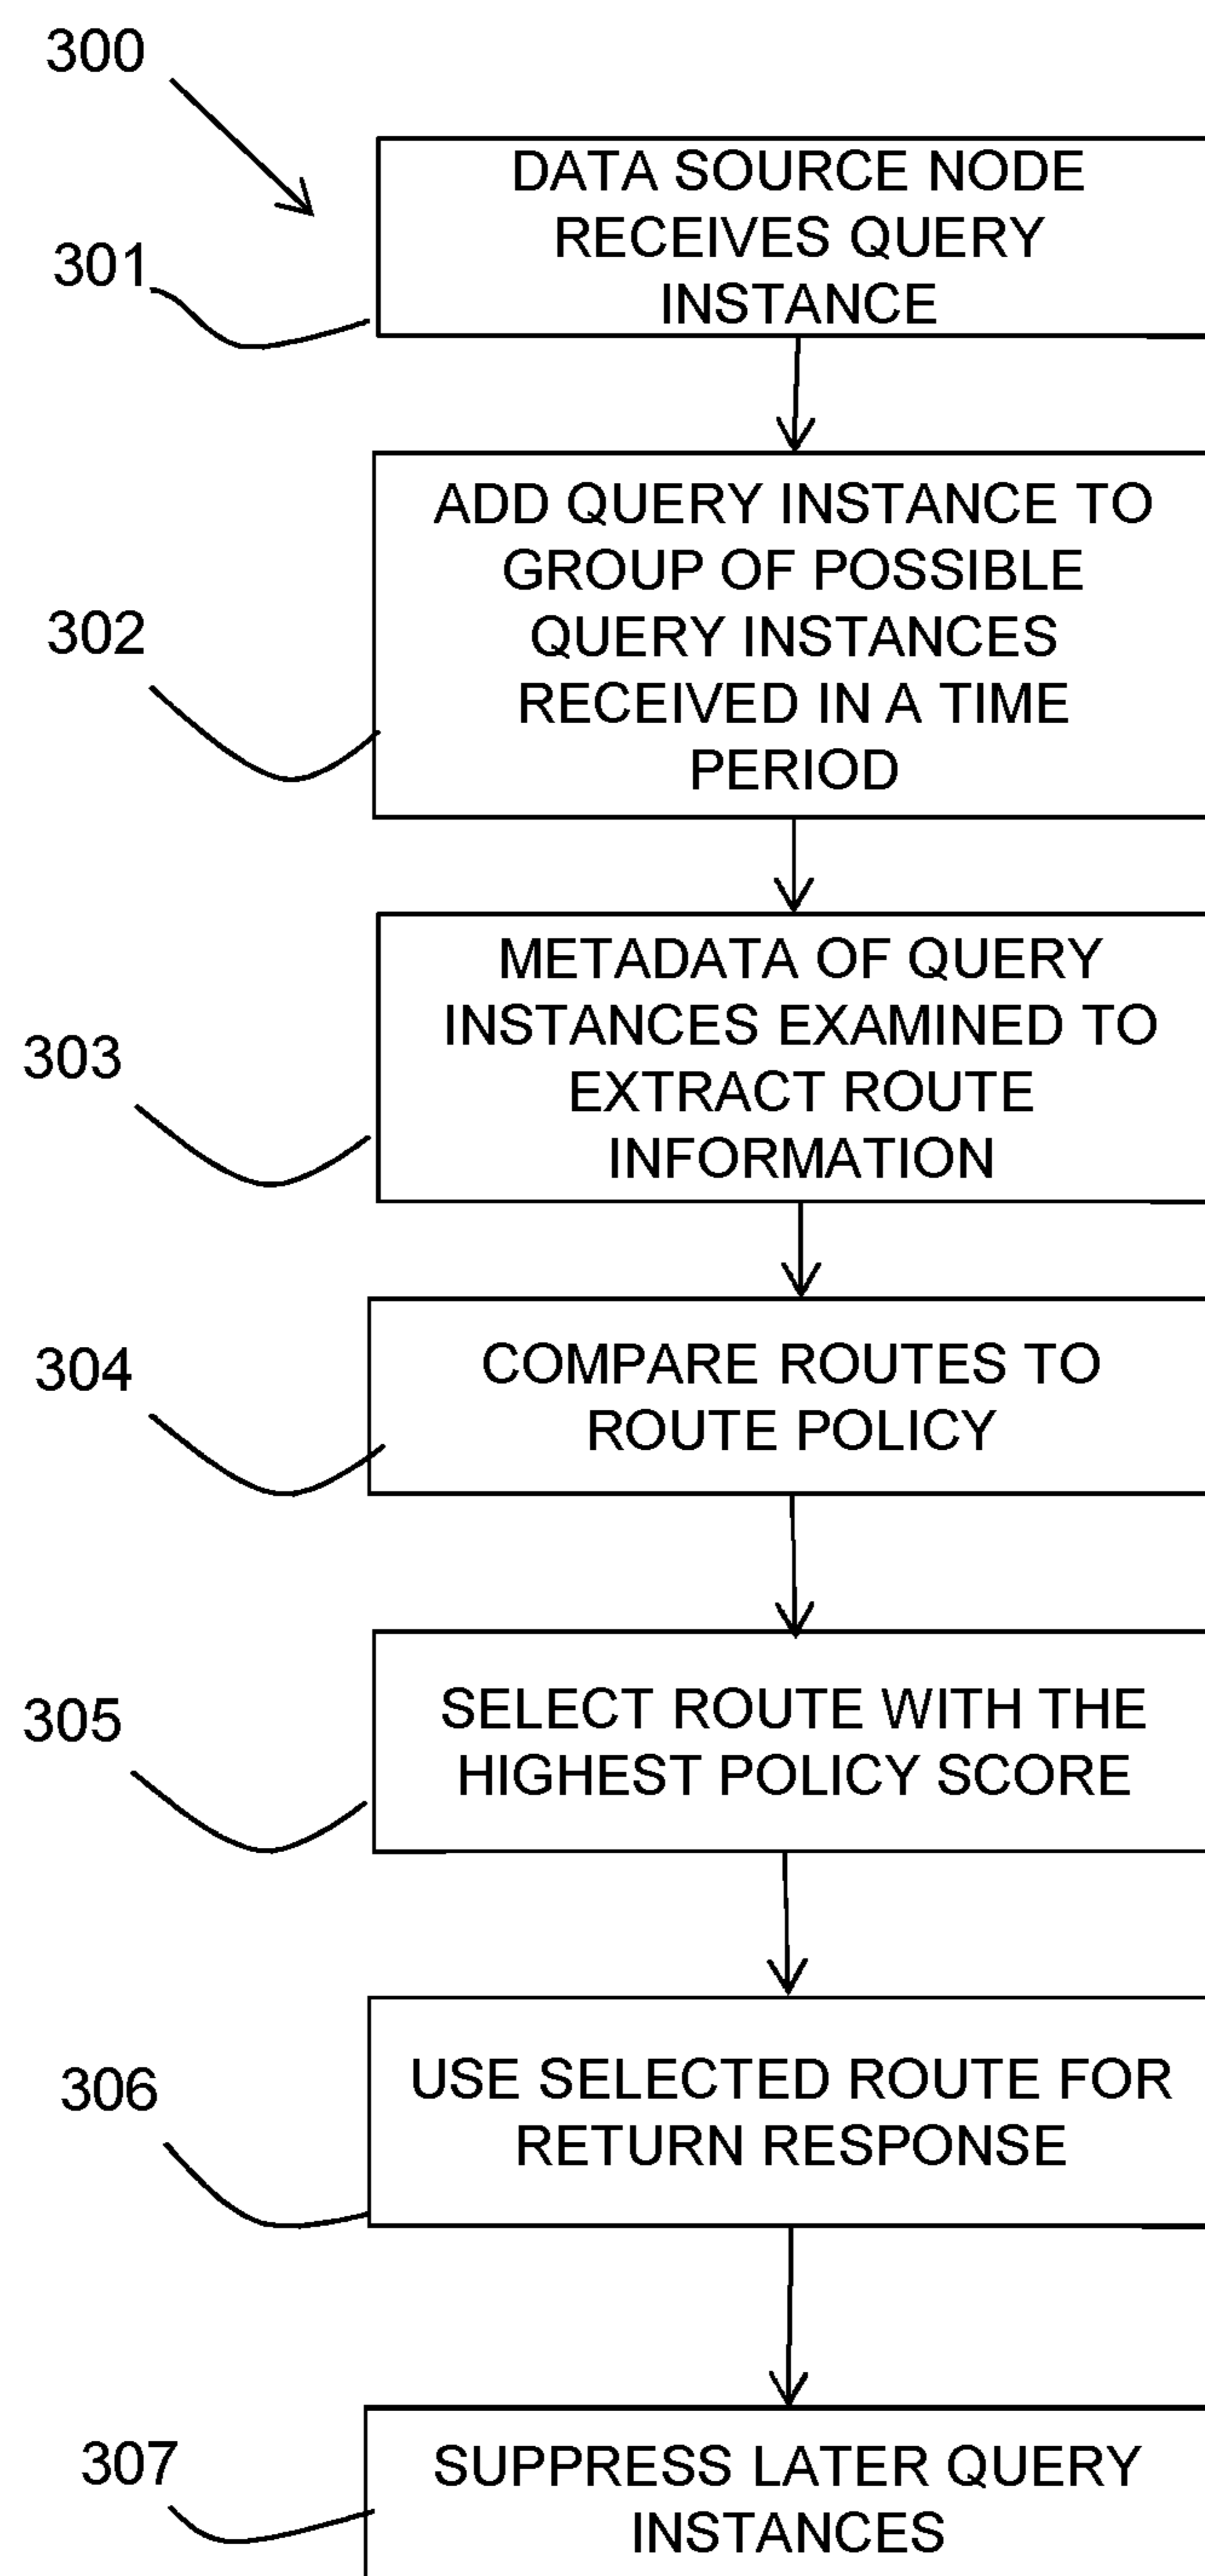 300
DATA SOURCE NODE
RECEIVES QUERY
INSTANCE
301
ADD QUERY INSTANCE TO
GROUP OF POSSIBLE
QUERY INSTANCES
RECEIVED IN A TIME
PERIOD
302
METADATA OF QUERY
INSTANCES EXAMINED TO
EXTRACT ROUTE
INFORMATION
303
COMPARE ROUTES TO
ROUTE POLICY
304
SELECT ROUTE WITH THE
HIGHEST POLICY SCORE
305
USE SELECTED ROUTE FOR
RETURN RESPONSE
306
SUPPRESS LATER QUERY
INSTANCES
307